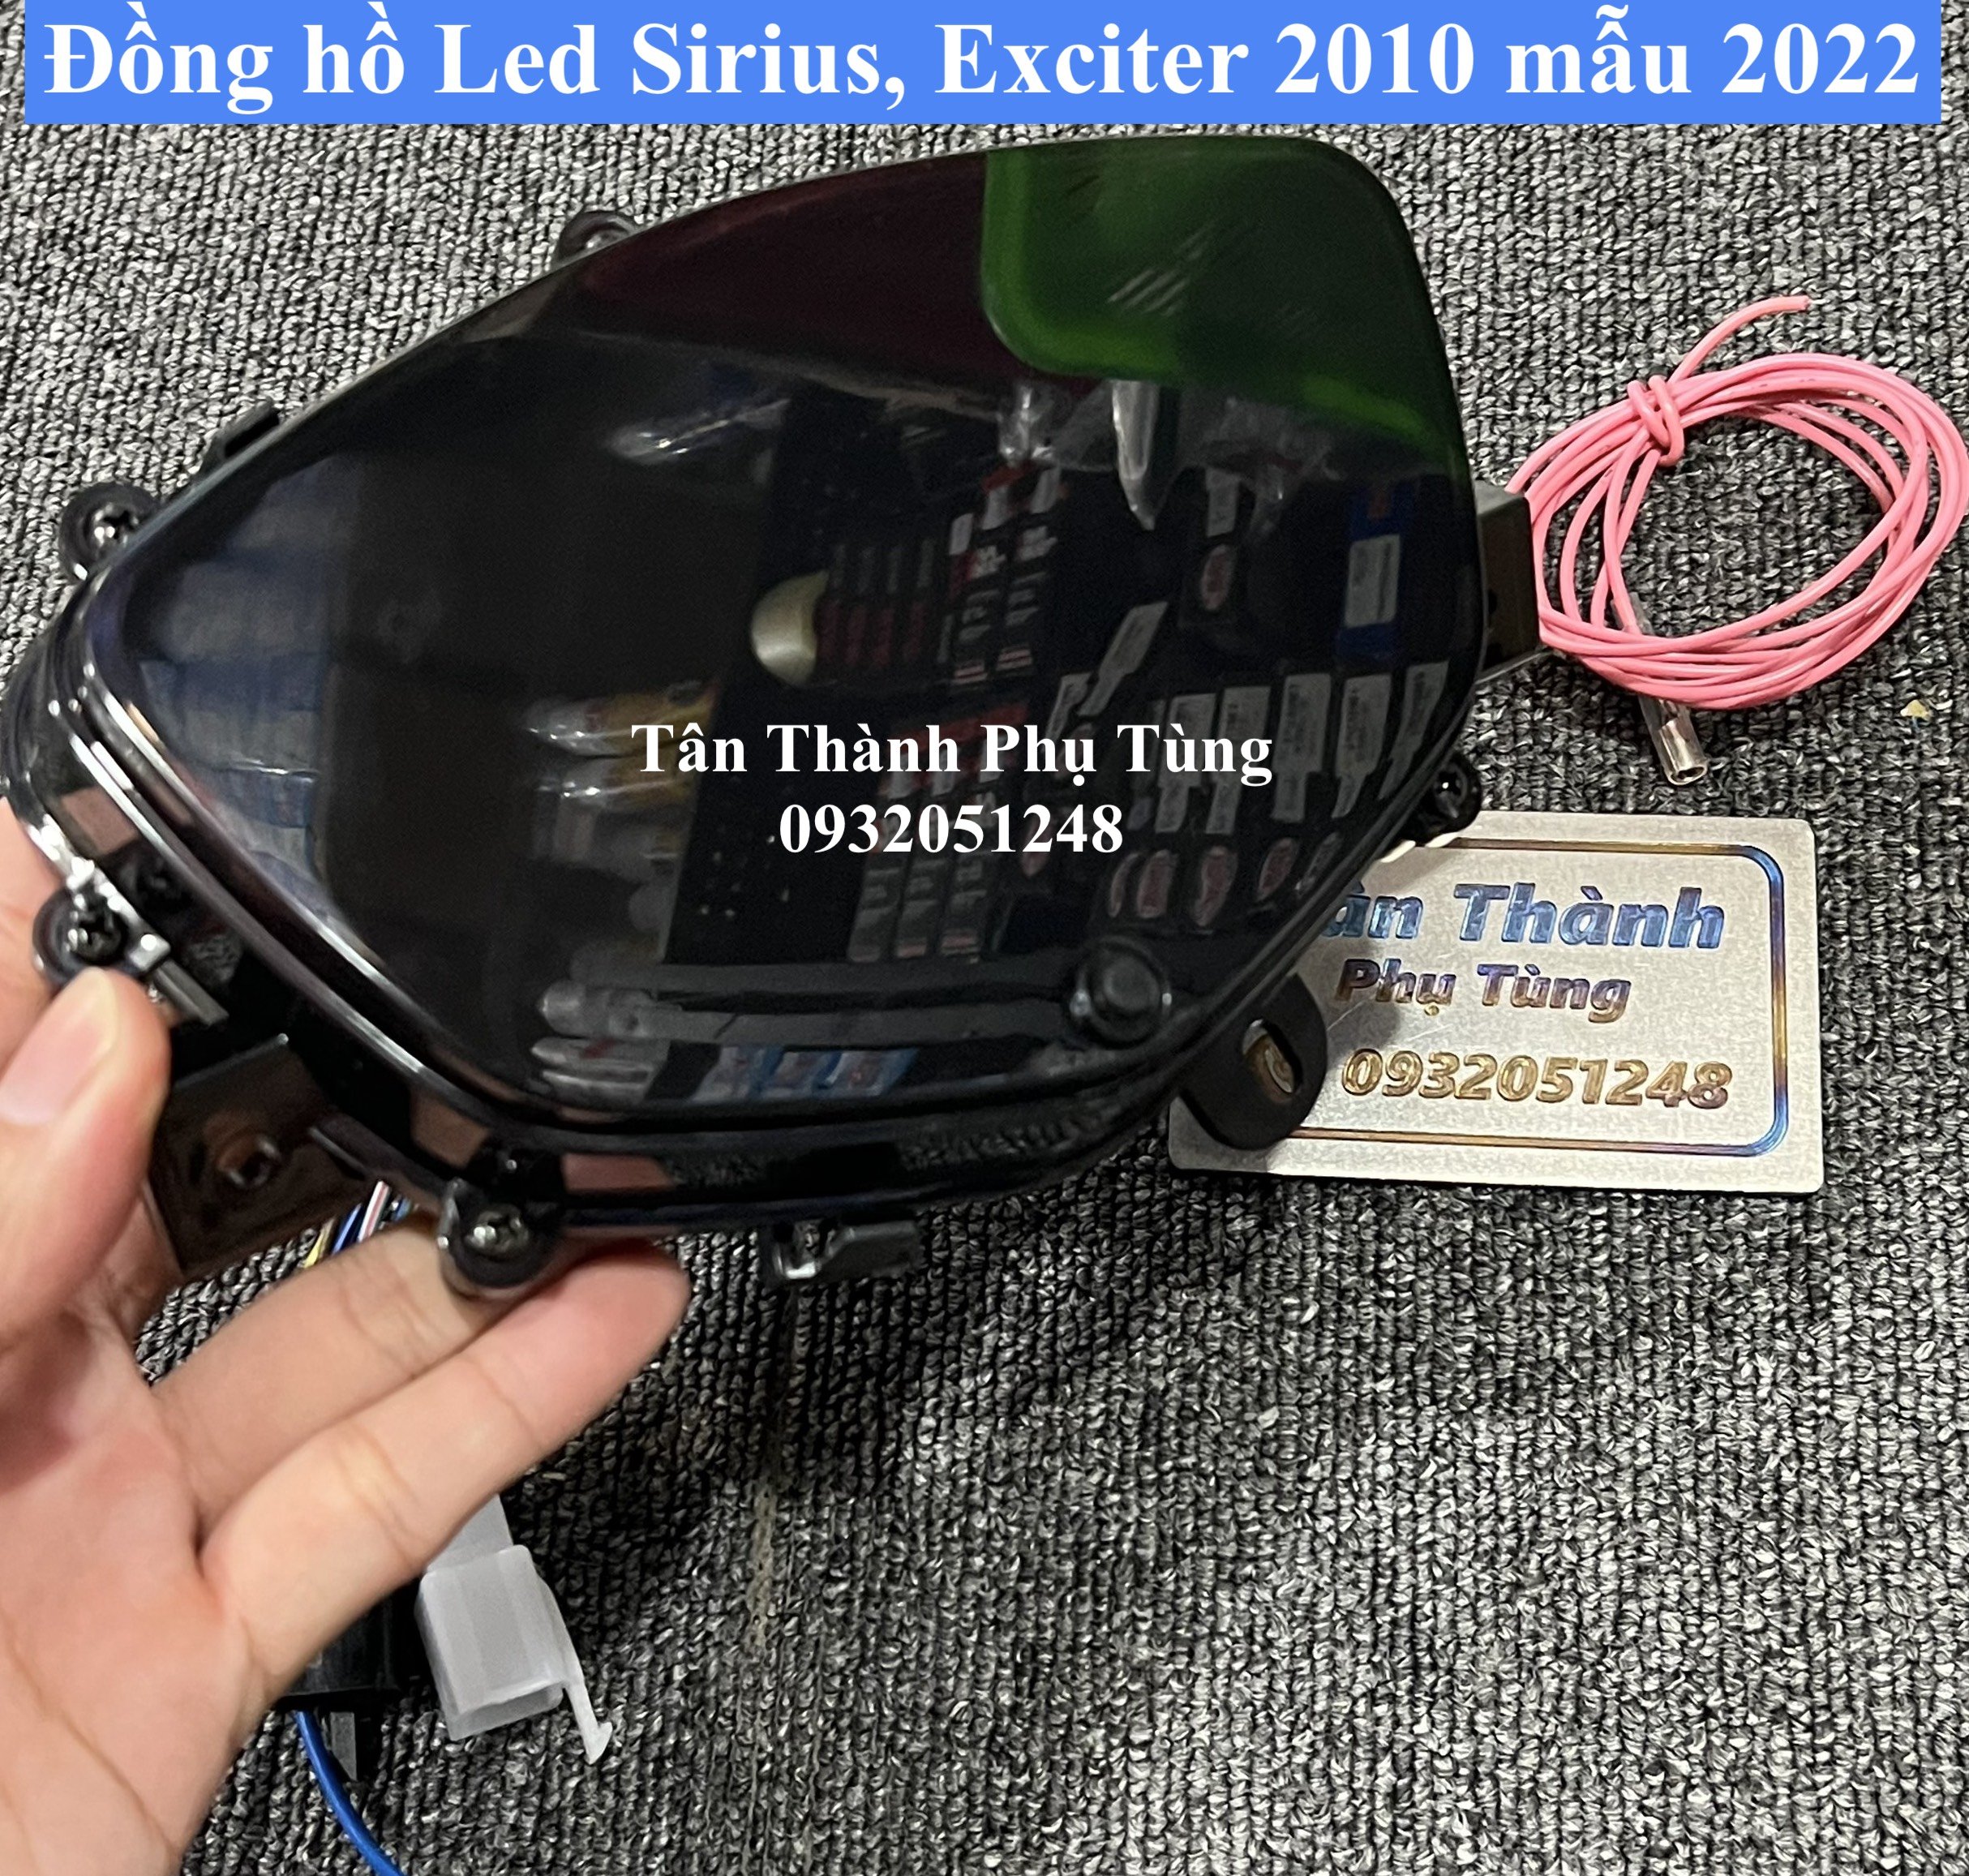 Đồng hồ Led Sirius, Exciter 2010 mẫu 2022
Tân Thành Phụ Tùng
0932051248
Thành
Phụ Tùng
0932051248